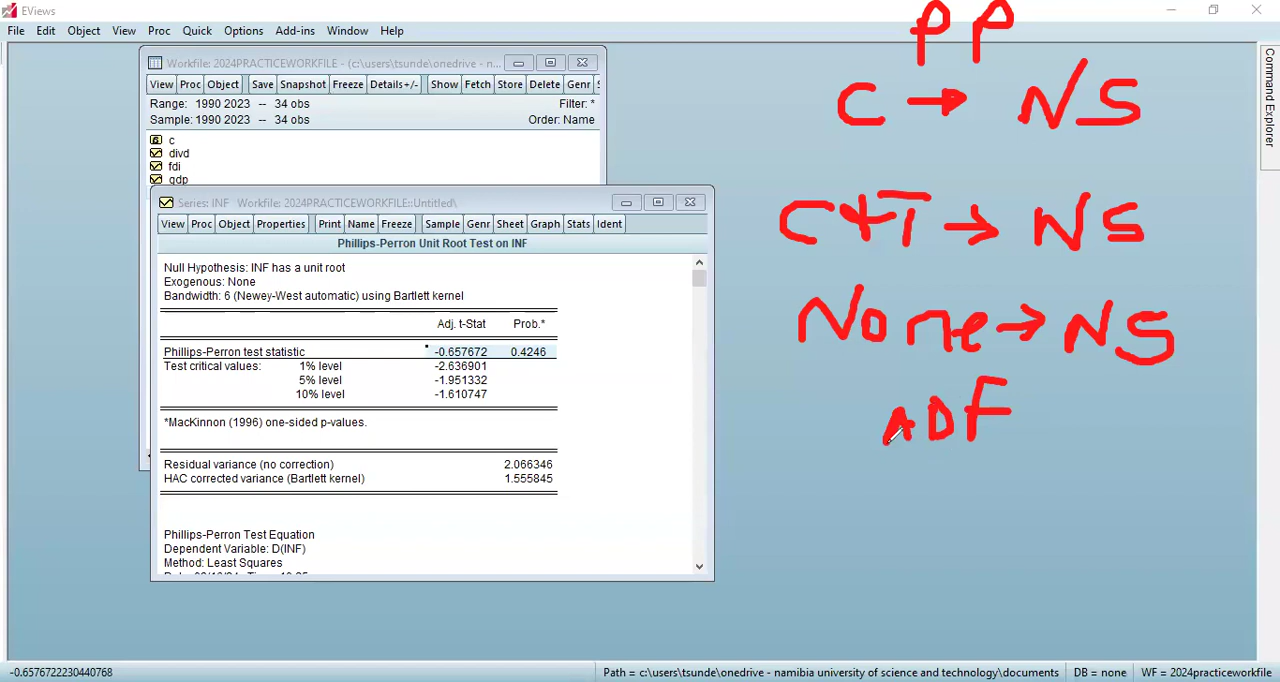 EViews
File Edit Object View Proc Quick Options Add-ins Window Help
Workfile: 2024PRACTICEWORKFILE - (c:\users\tsunde\onedrive - n...
View Proc Object Save Snapshot Freeze Details+/- Show Fetch Store Delete Genr
Range: 1990 2023 -- 34 obs Filter: *
Sample: 1990 2023 -- 34 obs Order: Name
c
divd
fdi
gdp
Series: INF Workfile: 2024PRACTICEWORKFILE::Untitled\
View Proc Object Properties Print Name Freeze Sample Genr Sheet Graph Stats Ident
Phillips-Perron Unit Root Test on INF
Null Hypothesis: INF has a unit root
Exogenous: None
Bandwidth: 6 (Newey-West automatic) using Bartlett kernel
Adj. t-Stat Prob.*
Phillips-Perron test statistic -0.657672 0.4246
Test critical values: 1% level -2.636901
5% level -1.951332
10% level -1.610747
*MacKinnon (1996) one-sided p-values.
Residual variance (no correction) 2.066346
HAC corrected variance (Bartlett kernel) 1.555845
Phillips-Perron Test Equation
Dependent Variable: D(INF)
Method: Least Squares
PP
C → NS
C&T → NS
None → NS
ADF
Command Explorer
-0.6576722230440768 Path = c:\users\tsunde\onedrive - namibia university of science and technology\documents DB = none WF = 2024practiceworkfile